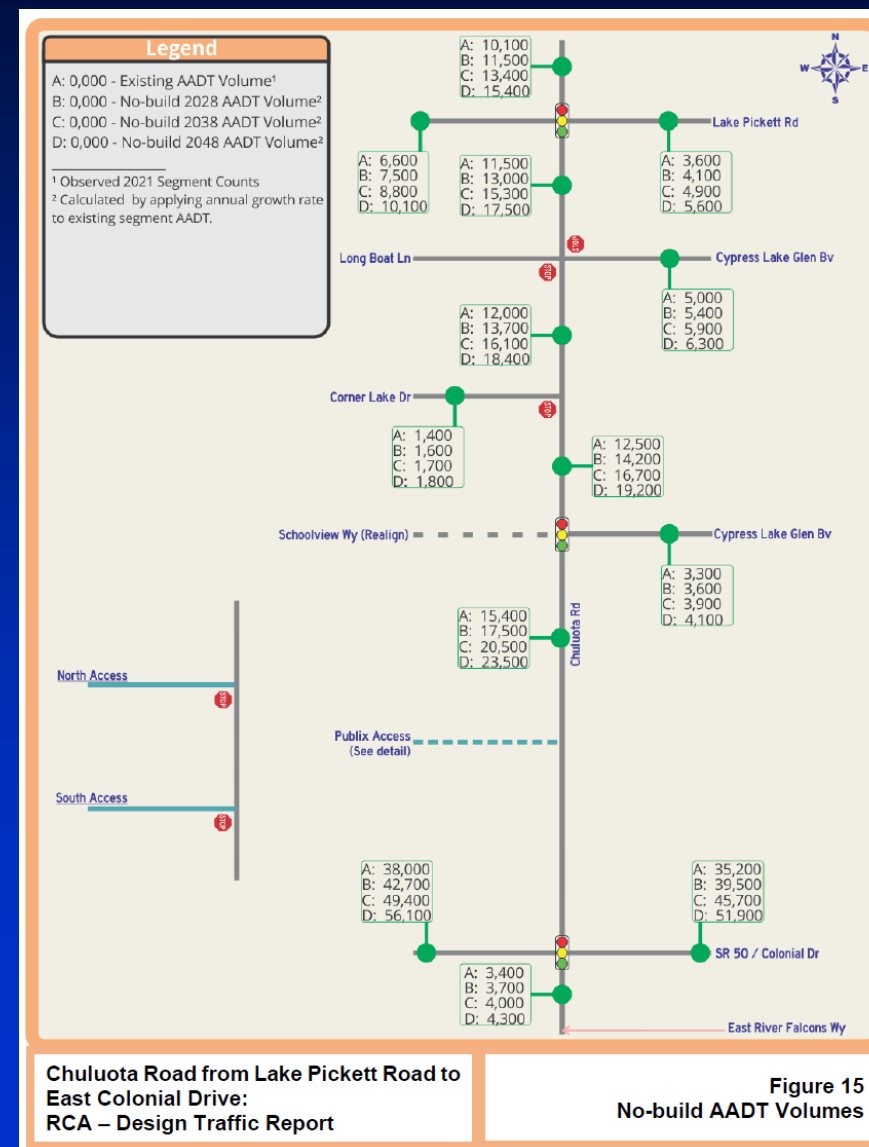 Legend
A: 0,000 - Existing AADT Volume¹
B: 0,000 - No-build 2028 AADT Volume²
C: 0,000 - No-build 2038 AADT Volume²
D: 0,000 - No-build 2048 AADT Volume²
¹ Observed 2021 Segment Counts
² Calculated by applying annual growth rate
to existing segment AADT.
N
W
E
S
A: 10,100
B: 11,500
C: 13,400
D: 15,400
Lake Pickett Rd
A: 6,600
B: 7,500
C: 8,800
D: 10,100
A: 11,500
B: 13,000
C: 15,300
D: 17,500
A: 3,600
B: 4,100
C: 4,900
D: 5,600
STOP
Long Boat Ln
Cypress Lake Glen Bv
STOP
A: 5,000
B: 5,400
C: 5,900
D: 6,300
A: 12,000
B: 13,700
C: 16,100
D: 18,400
Corner Lake Dr
STOP
A: 1,400
B: 1,600
C: 1,700
D: 1,800
A: 12,500
B: 14,200
C: 16,700
D: 19,200
Schoolview Wy (Realign)
Cypress Lake Glen Bv
A: 3,300
B: 3,600
C: 3,900
D: 4,100
A: 15,400
B: 17,500
C: 20,500
D: 23,500
Chuluota Rd
North Access
STOP
Publix Access
(See detail)
South Access
STOP
A: 38,000
B: 42,700
C: 49,400
D: 56,100
A: 35,200
B: 39,500
C: 45,700
D: 51,900
SR 50 / Colonial Dr
A: 3,400
B: 3,700
C: 4,000
D: 4,300
East River Falcons Wy
Chuluota Road from Lake Pickett Road to
East Colonial Drive:
RCA – Design Traffic Report
Figure 15
No-build AADT Volumes